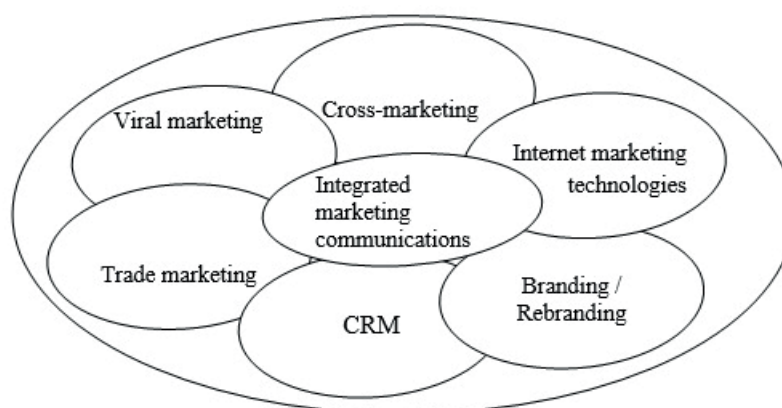 Viral marketing
Cross-marketing
Internet marketing
technologies
Integrated
marketing
communications
Trade marketing
CRM
Branding /
Rebranding